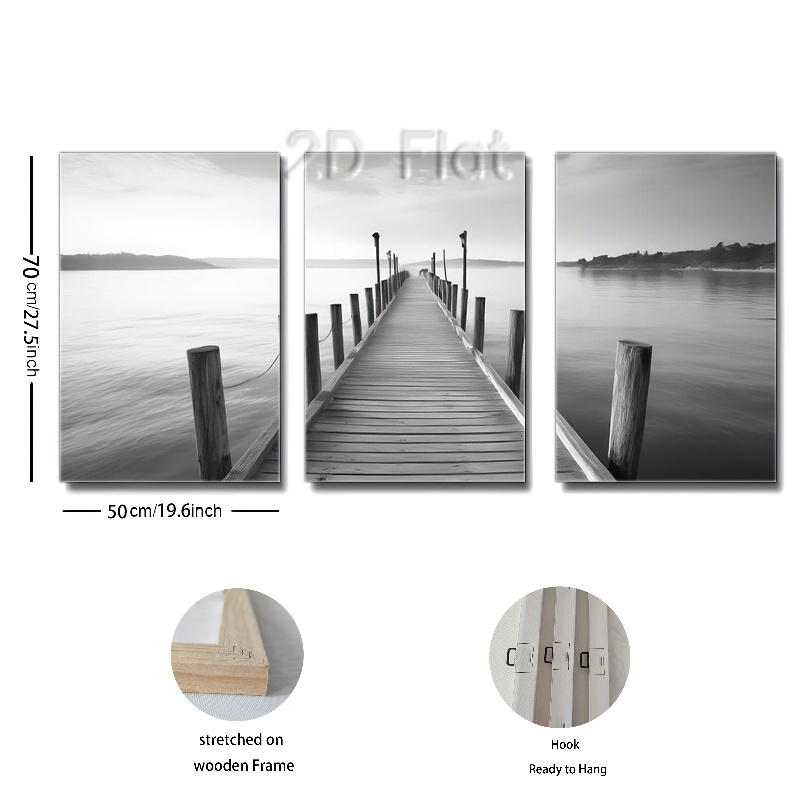 2D Flat
70 cm/27.5inch
50cm/19.6inch
stretched on
wooden Frame
Hook
Ready to Hang